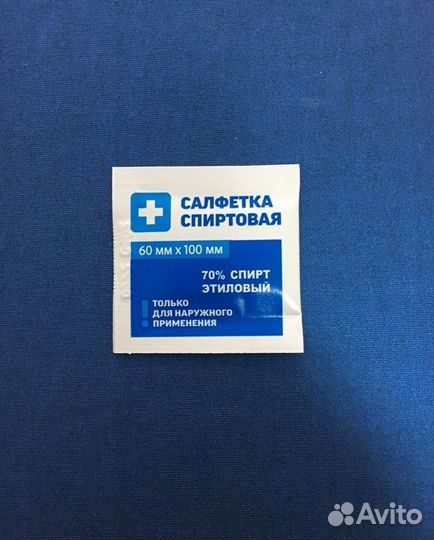 САЛФЕТКА
СПИРТОВАЯ
60 мм х 100 мм
70% СПИРТ
ЭТИЛОВЫЙ
ТОЛЬКО
ДЛЯ НАРУЖНОГО
ПРИМЕНЕНИЯ
Avito